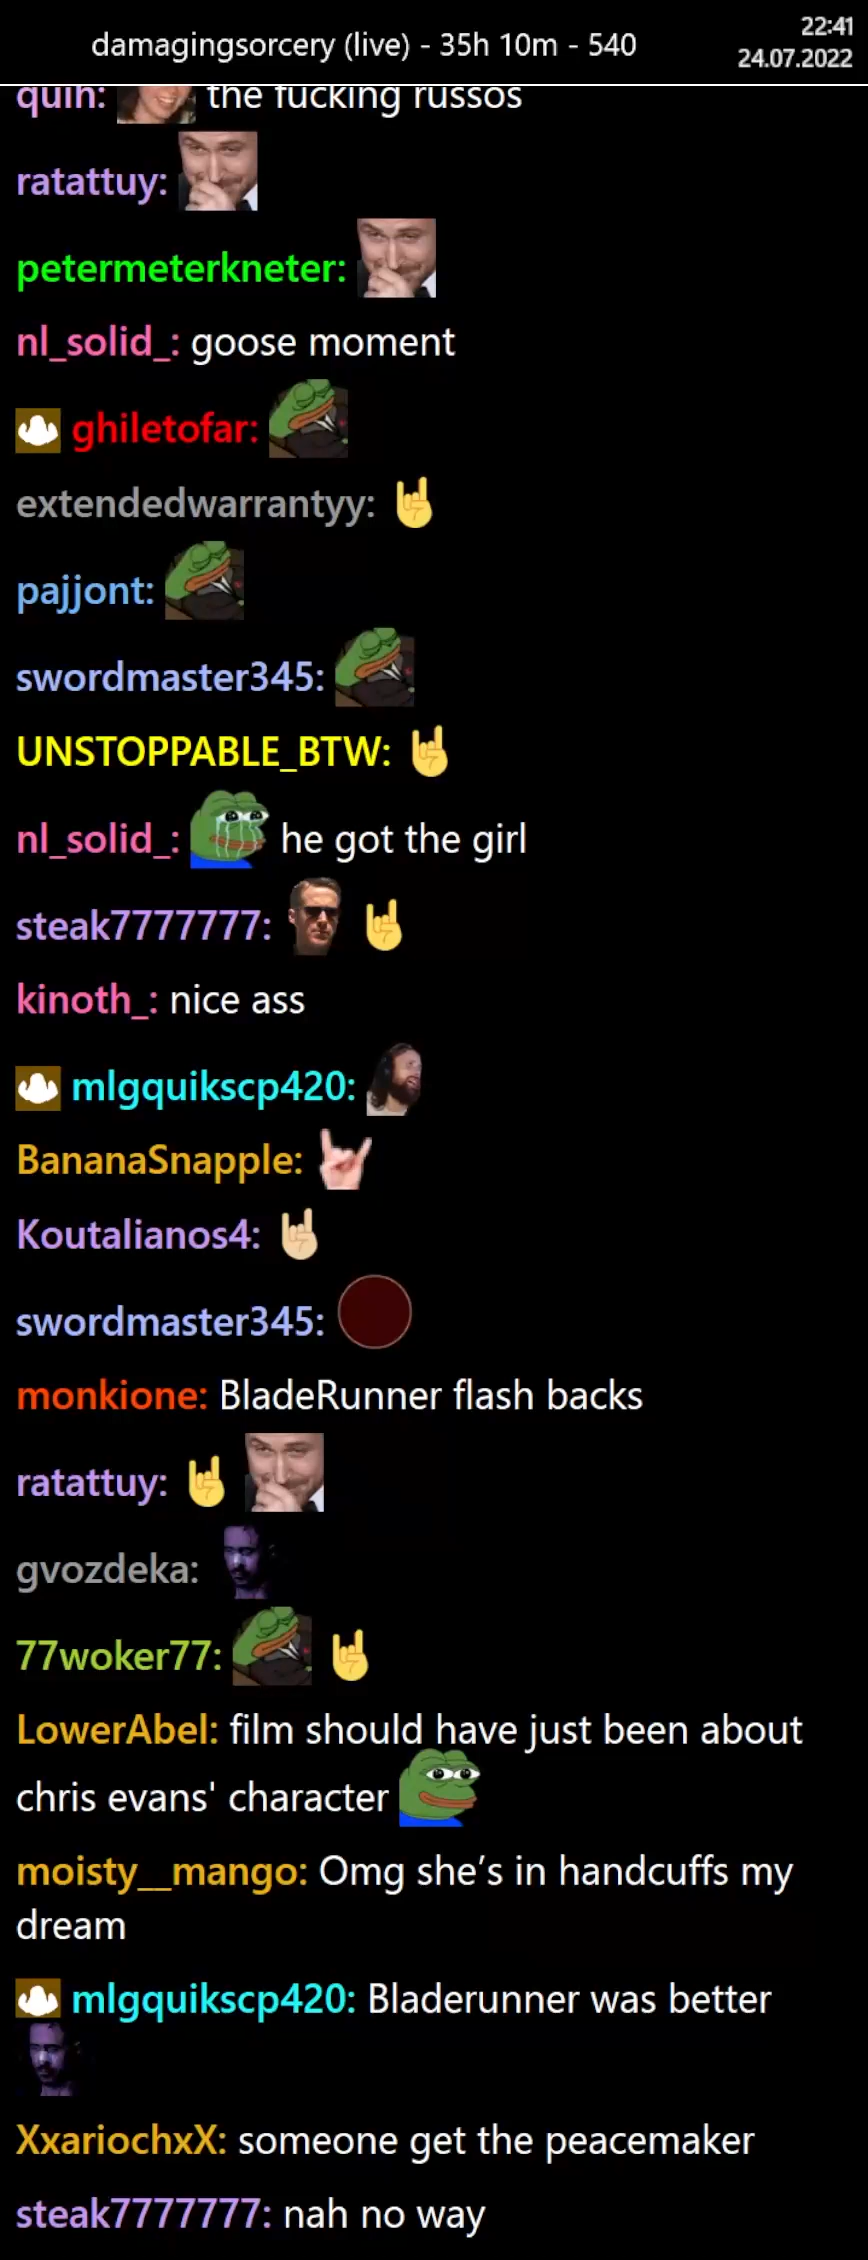 damagingsorcery (live) - 35h 10m - 540
22:41
24.07.2022
quin: the fucking russos
ratattuy:
petermeterkneter:
nl_solid_: goose moment
ghiletofar:
extendedwarrantyy: 🤘
pajjont:
swordmaster345:
UNSTOPPABLE_BTW: 🤘
nl_solid_: he got the girl
steak7777777: 🤘
kinoth_: nice ass
mlgquikscp420:
BananaSnapple:
Koutalianos4: 🤘🏼
swordmaster345:
monkione: BladeRunner flash backs
ratattuy: 🤘
gvozdeka:
77woker77: 🤘
LowerAbel: film should have just been about
chris evans' character
moisty__mango: Omg she’s in handcuffs my
dream
mlgquikscp420: Bladerunner was better
XxariochxX: someone get the peacemaker
steak7777777: nah no way